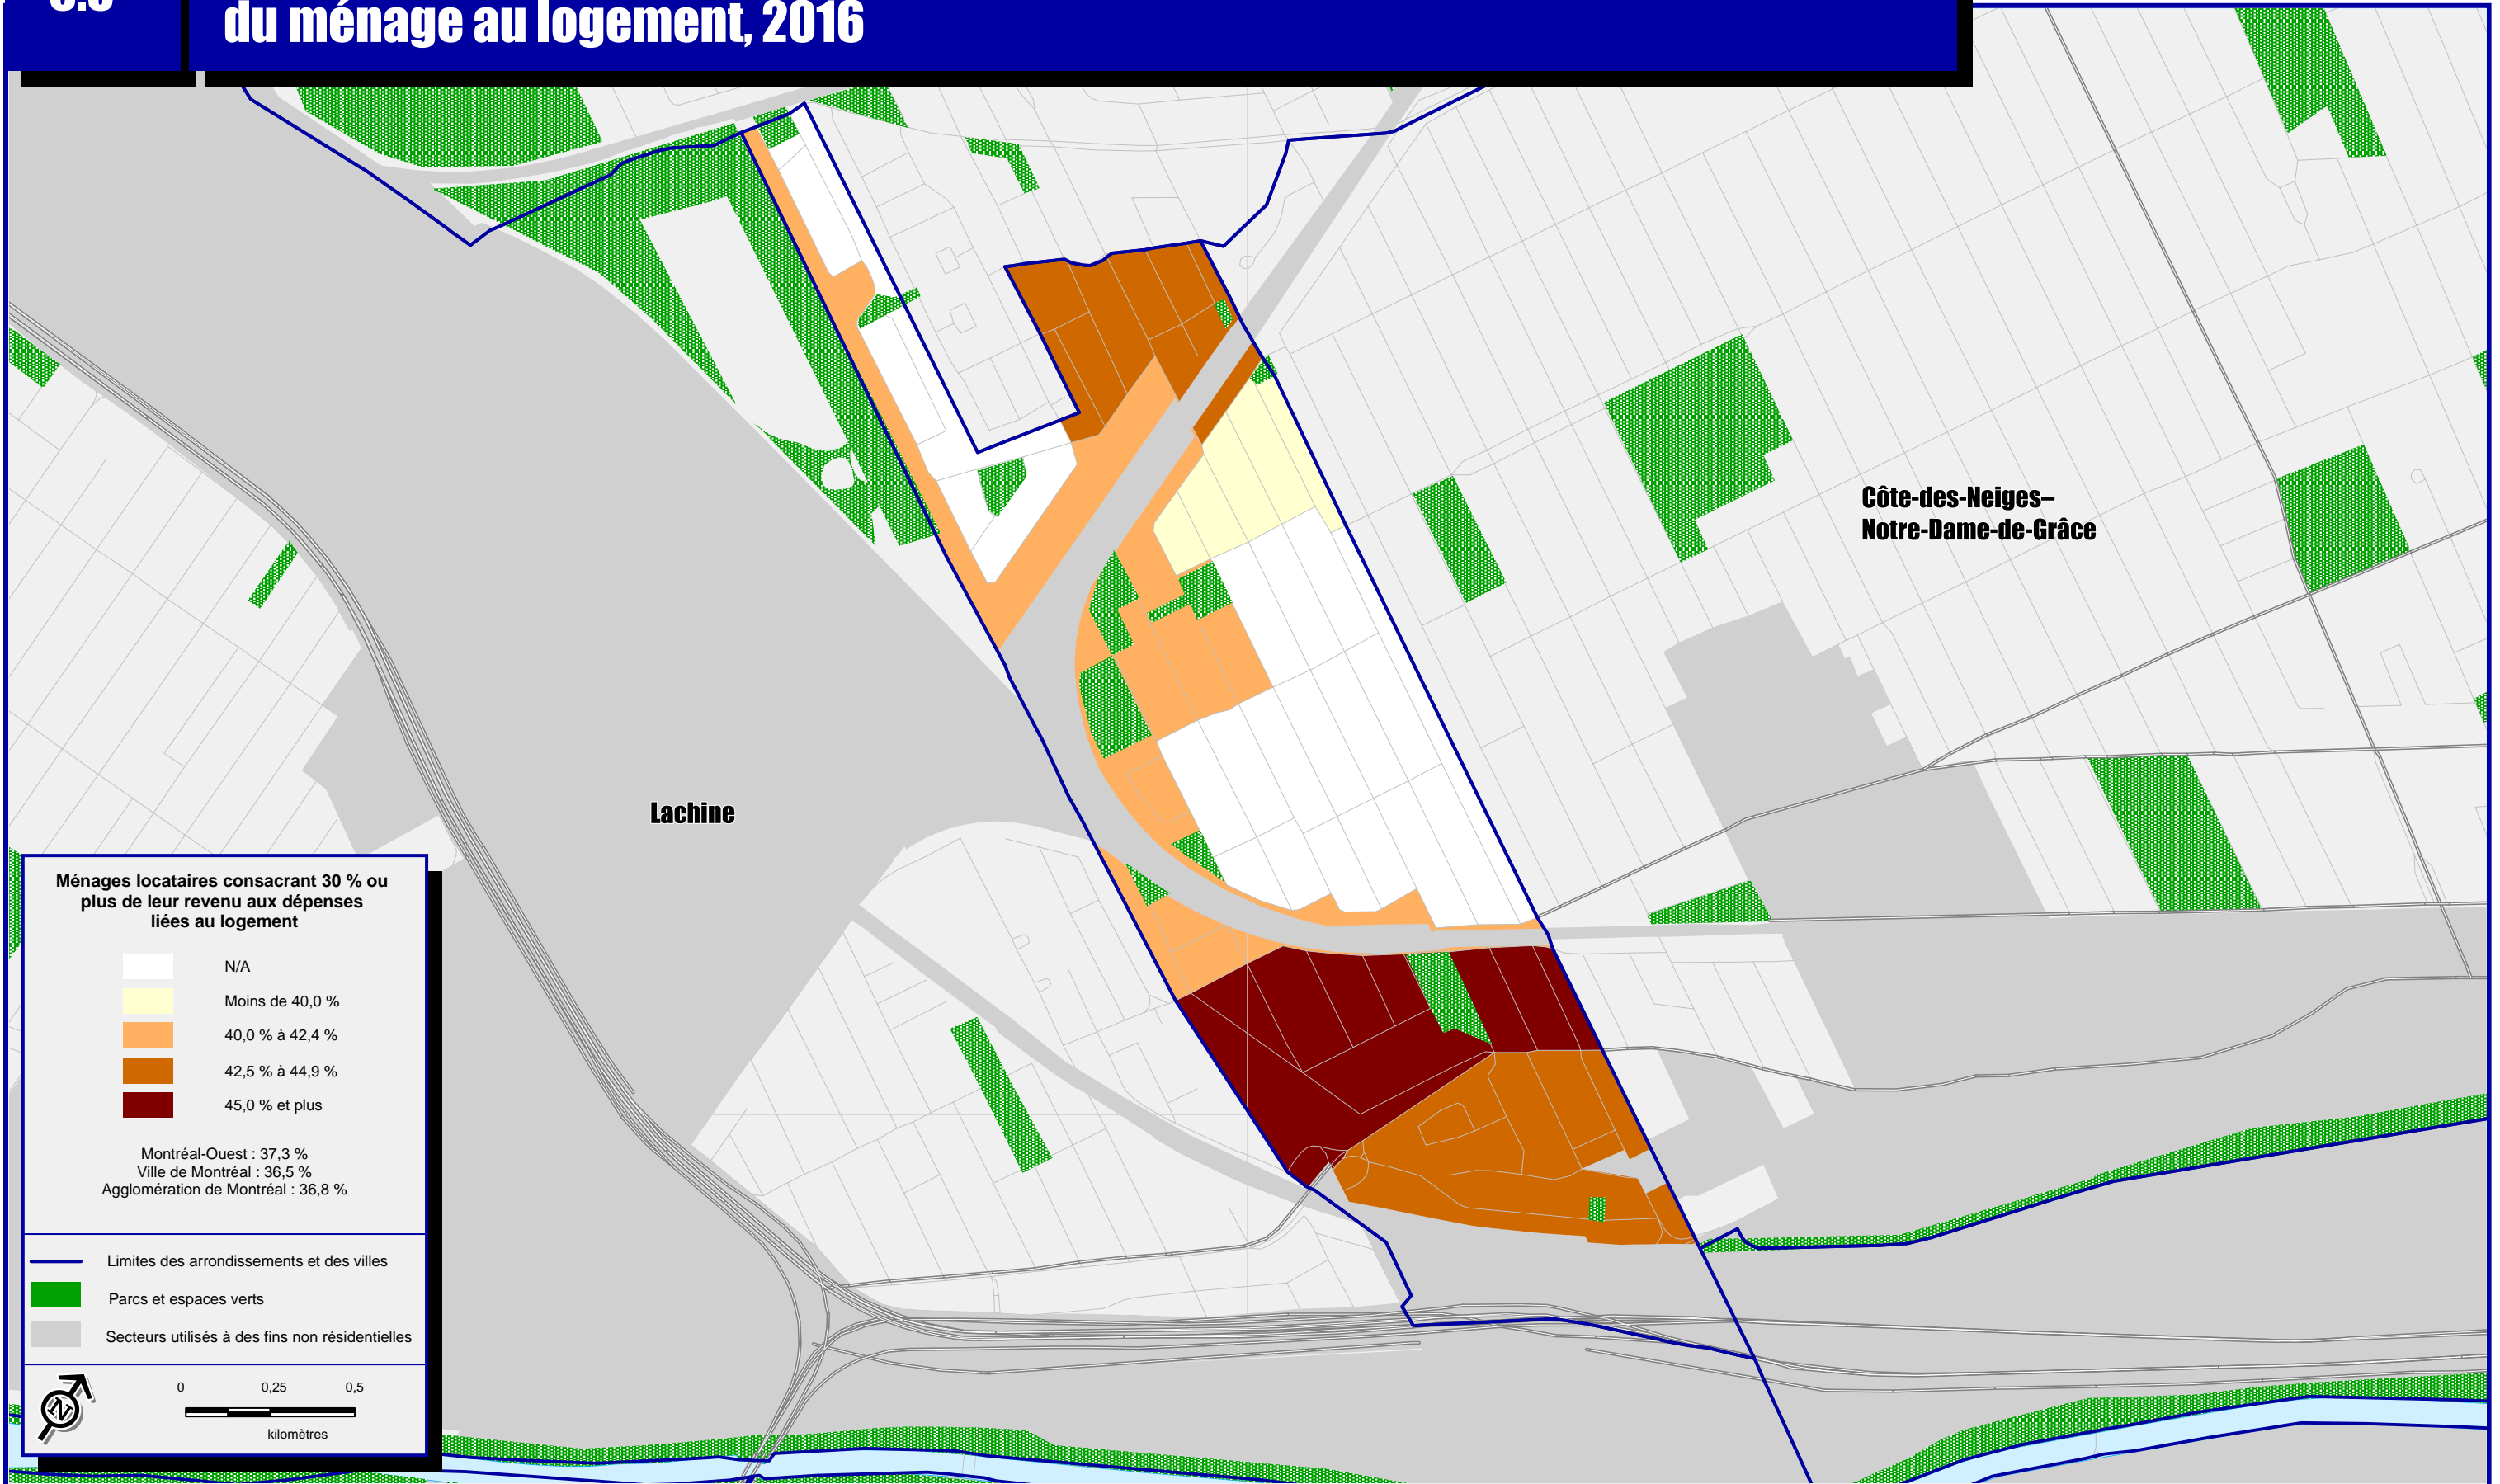 du ménage au logement, 2016
Côte-des-Neiges–
Notre-Dame-de-Grâce
Lachine
Ménages locataires consacrant 30 % ou
plus de leur revenu aux dépenses
liées au logement
N/A
Moins de 40,0 %
40,0 % à 42,4 %
42,5 % à 44,9 %
45,0 % et plus
Montréal-Ouest : 37,3 %
Ville de Montréal : 36,5 %
Agglomération de Montréal : 36,8 %
Limites des arrondissements et des villes
Parcs et espaces verts
Secteurs utilisés à des fins non résidentielles
N
0 0,25 0,5
kilomètres